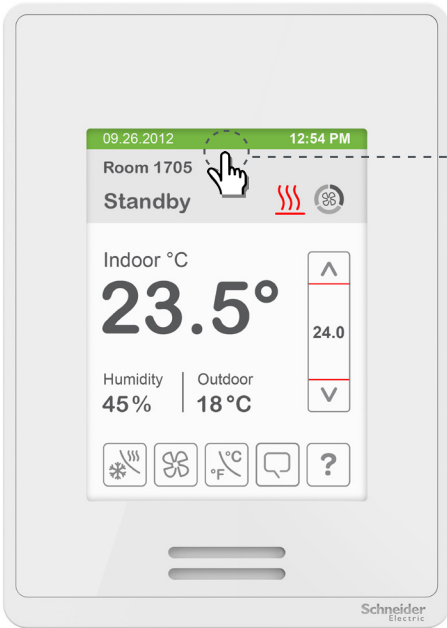 09.26.2012 12:54 PM
Room 1705
Standby
Indoor °C
23.5°
24.0
Humidity Outdoor
45% 18°C
°C
°F
?
Schneider
Electric